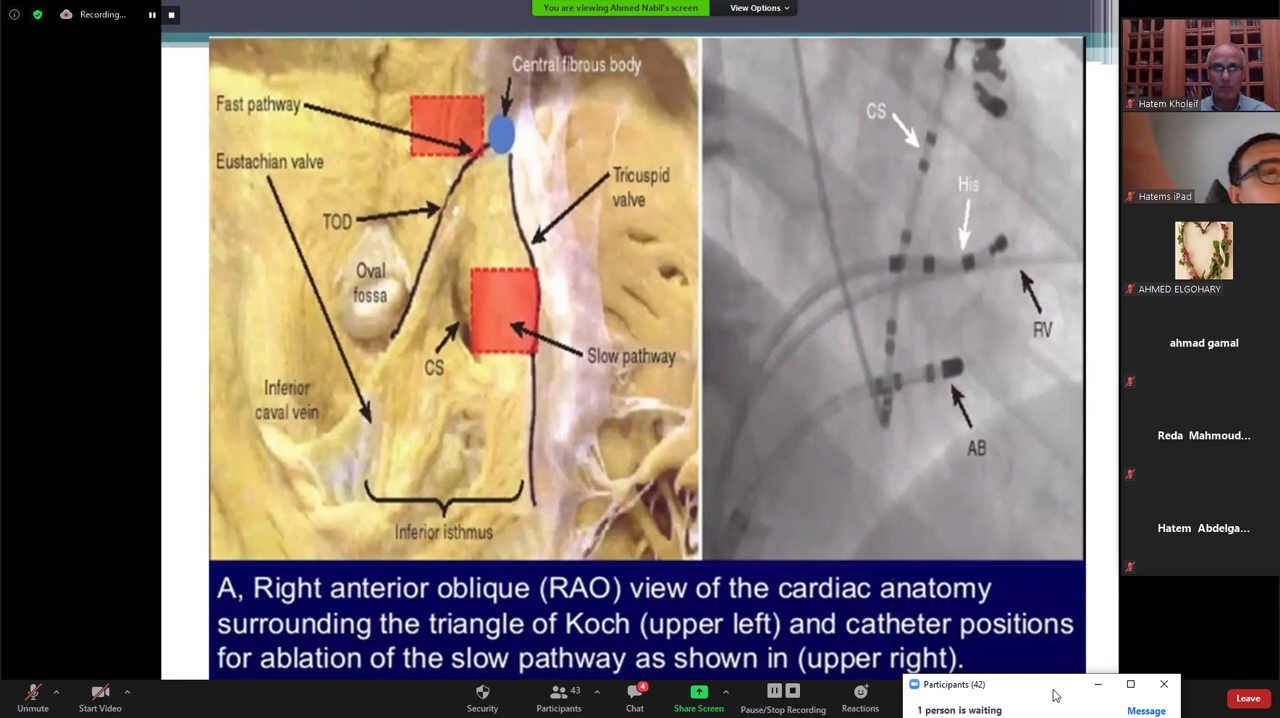 Recording...
You are viewing Ahmed Nabil's screen
View Options
Central fibrous body
Fast pathway
Eustachian valve
Tricuspid
valve
TOD
Oval
fossa
CS
Slow pathway
Inferior
caval vein
Inferior isthmus
CS
His
RV
AB
A, Right anterior oblique (RAO) view of the cardiac anatomy
surrounding the triangle of Koch (upper left) and catheter positions
for ablation of the slow pathway as shown in (upper right).
Hatem Kholeif
Hatems iPad
AHMED ELGOHARY
ahmad gamal
Reda Mahmoud...
Hatem Abdelga...
Unmute
Start Video
Security
Participants
43
Chat
4
Share Screen
Pause/Stop Recording
Reactions
Participants (42)
1 person is waiting
Message
Leave